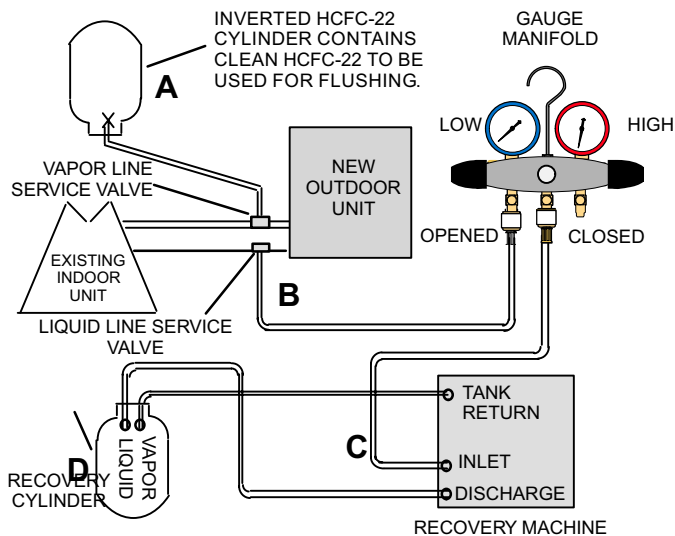 INVERTED HCFC-22
CYLINDER CONTAINS
CLEAN HCFC-22 TO BE
USED FOR FLUSHING.
A
GAUGE
MANIFOLD
LOW
HIGH
VAPOR LINE
SERVICE VALVE
NEW
OUTDOOR
UNIT
OPENED
CLOSED
EXISTING
INDOOR
UNIT
B
LIQUID LINE SERVICE
VALVE
TANK
RETURN
C
INLET
DISCHARGE
RECOVERY MACHINE
D
RECOVERY
CYLINDER
LIQUID
VAPOR